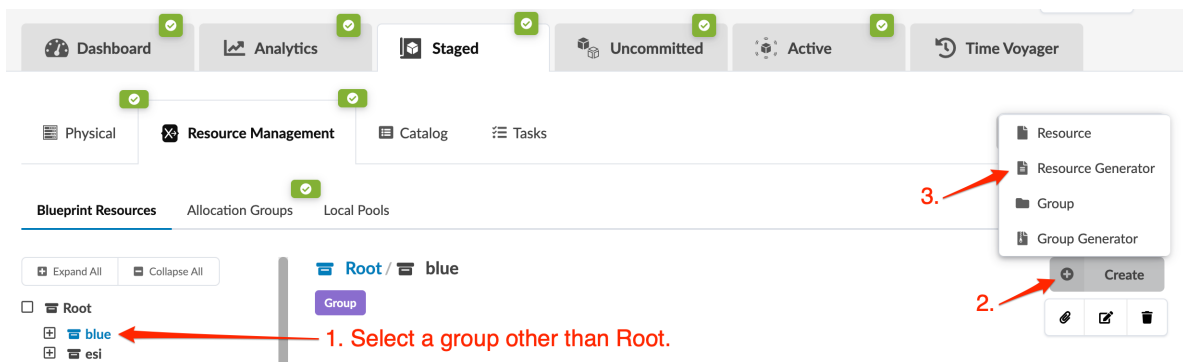 Dashboard
Analytics
Staged
Uncommitted
Active
Time Voyager
Physical
Resource Management
Catalog
Tasks
Resource
Resource Generator
3.
Group
Group Generator
Blueprint Resources
Allocation Groups
Local Pools
Expand All
Collapse All
Root / blue
Create
Group
2.
Root
blue
1. Select a group other than Root.
esi